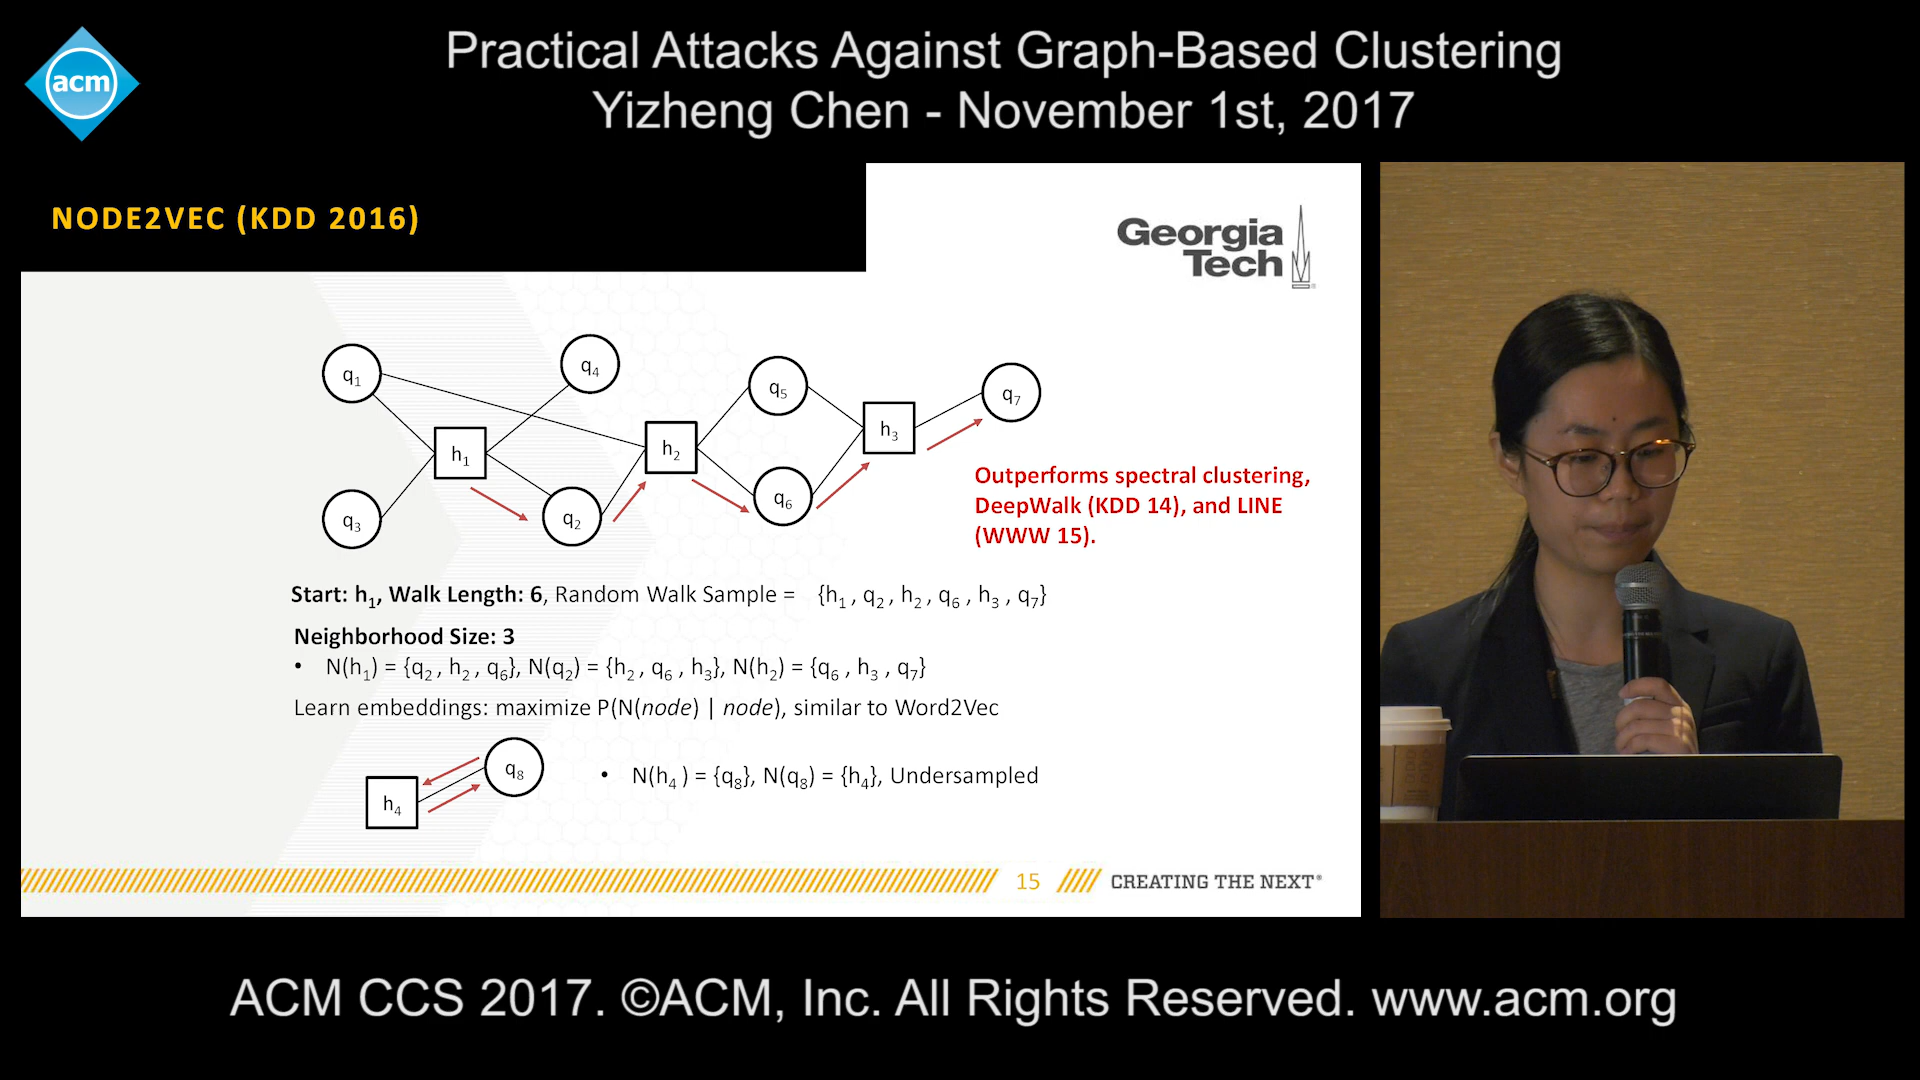 acm
Practical Attacks Against Graph-Based Clustering
Yizheng Chen - November 1st, 2017
NODE2VEC (KDD 2016)
Georgia
Tech
q1
q4
q5
q7
h1
h2
h3
q3
q2
q6
Outperforms spectral clustering,
DeepWalk (KDD 14), and LINE
(WWW 15).
Start: h1, Walk Length: 6, Random Walk Sample = {h1 , q2 , h2 , q6 , h3 , q7}
Neighborhood Size: 3
• N(h1) = {q2 , h2 , q6}, N(q2) = {h2 , q6 , h3}, N(h2) = {q6 , h3 , q7}
Learn embeddings: maximize P(N(node) | node), similar to Word2Vec
q8
h4
• N(h4 ) = {q8}, N(q8) = {h4}, Undersampled
15
CREATING THE NEXT®
ACM CCS 2017. ©ACM, Inc. All Rights Reserved. www.acm.org